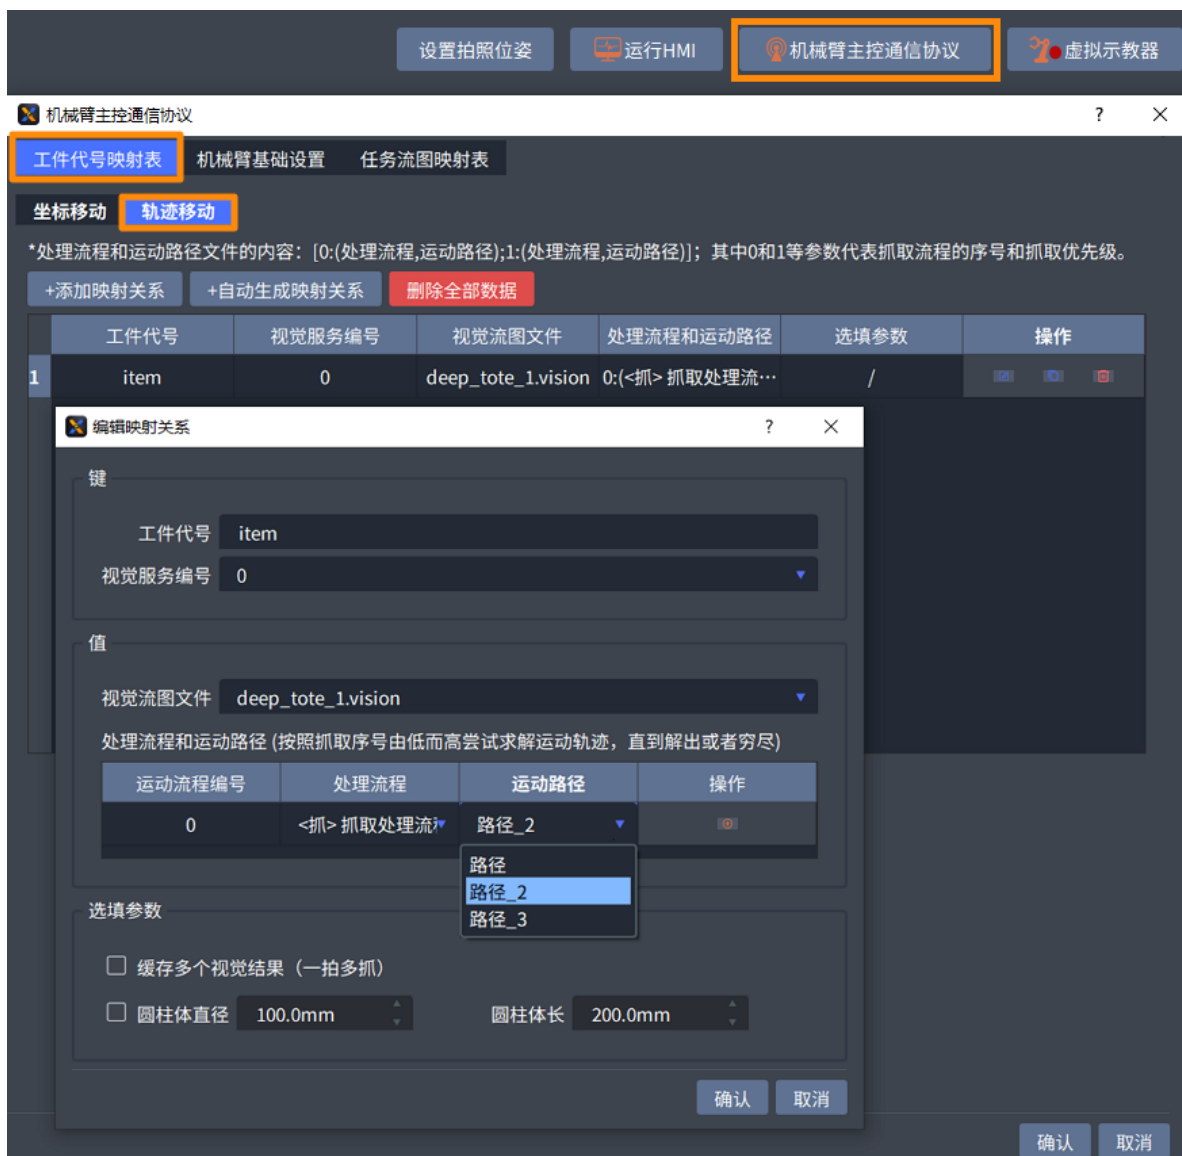 设置拍照位姿 运行HMI 机械臂主控通信协议 虚拟示教器
机械臂主控通信协议 ?
工件代号映射表 机械臂基础设置 任务流图映射表
坐标移动 轨迹移动
*处理流程和运动路径文件的内容：[0:(处理流程,运动路径);1:(处理流程,运动路径)]；其中0和1等参数代表抓取流程的序号和抓取优先级。
+添加映射关系 +自动生成映射关系 删除全部数据
工件代号 视觉服务编号 视觉流图文件 处理流程和运动路径 选填参数 操作
1 item 0 deep_tote_1.vision 0:(<抓> 抓取处理流… /
编辑映射关系 ?
键
工件代号 item
视觉服务编号 0
值
视觉流图文件 deep_tote_1.vision
处理流程和运动路径 (按照抓取序号由低而高尝试求解运动轨迹，直到解出或者穷尽)
运动流程编号 处理流程 运动路径 操作
0 <抓> 抓取处理流 路径_2
路径
路径_2
路径_3
选填参数
缓存多个视觉结果（一拍多抓）
圆柱体直径 100.0mm 圆柱体长 200.0mm
确认 取消
确认 取消